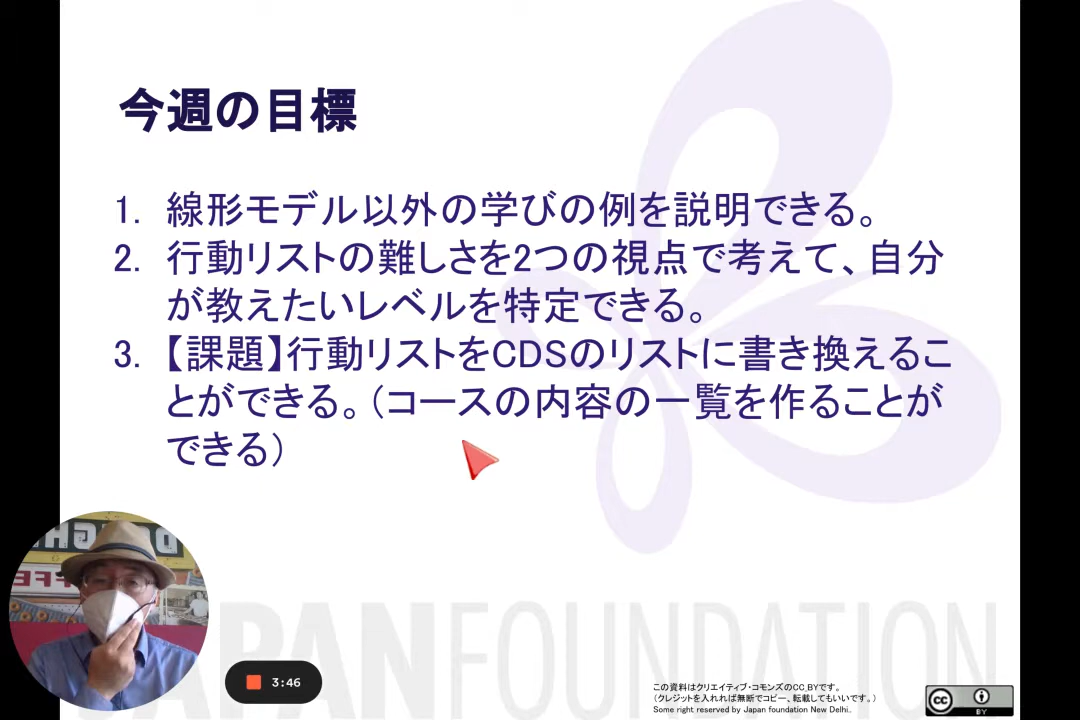 今週の目標
1. 線形モデル以外の学びの例を説明できる。
2. 行動リストの難しさを2つの視点で考えて、自分
が教えたいレベルを特定できる。
3. 【課題】行動リストをCDSのリストに書き換えるこ
とができる。(コースの内容の一覧を作ることが
できる)
JAPANFOUNDATION
3:46
この資料はクリエイティブ・コモンズのCC_BYです。
(クレジットを入れれば無断でコピー、転載してもいいです。)
Some right reserved by Japan foundation New Delhi.
cc
BY